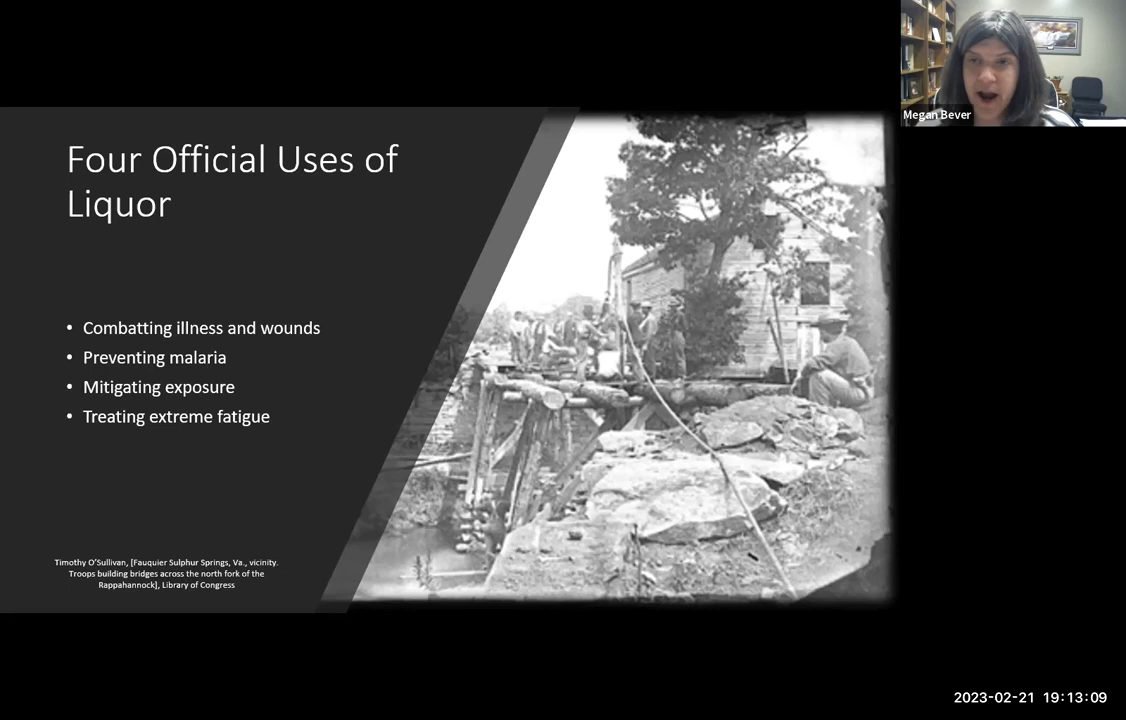 Four Official Uses of
Liquor
• Combatting illness and wounds
• Preventing malaria
• Mitigating exposure
• Treating extreme fatigue
Timothy O'Sullivan, [Fauquier Sulphur Springs, Va., vicinity.
Troops building bridges across the north fork of the
Rappahannock], Library of Congress
Megan Bever
2023-02-21 19:13:09